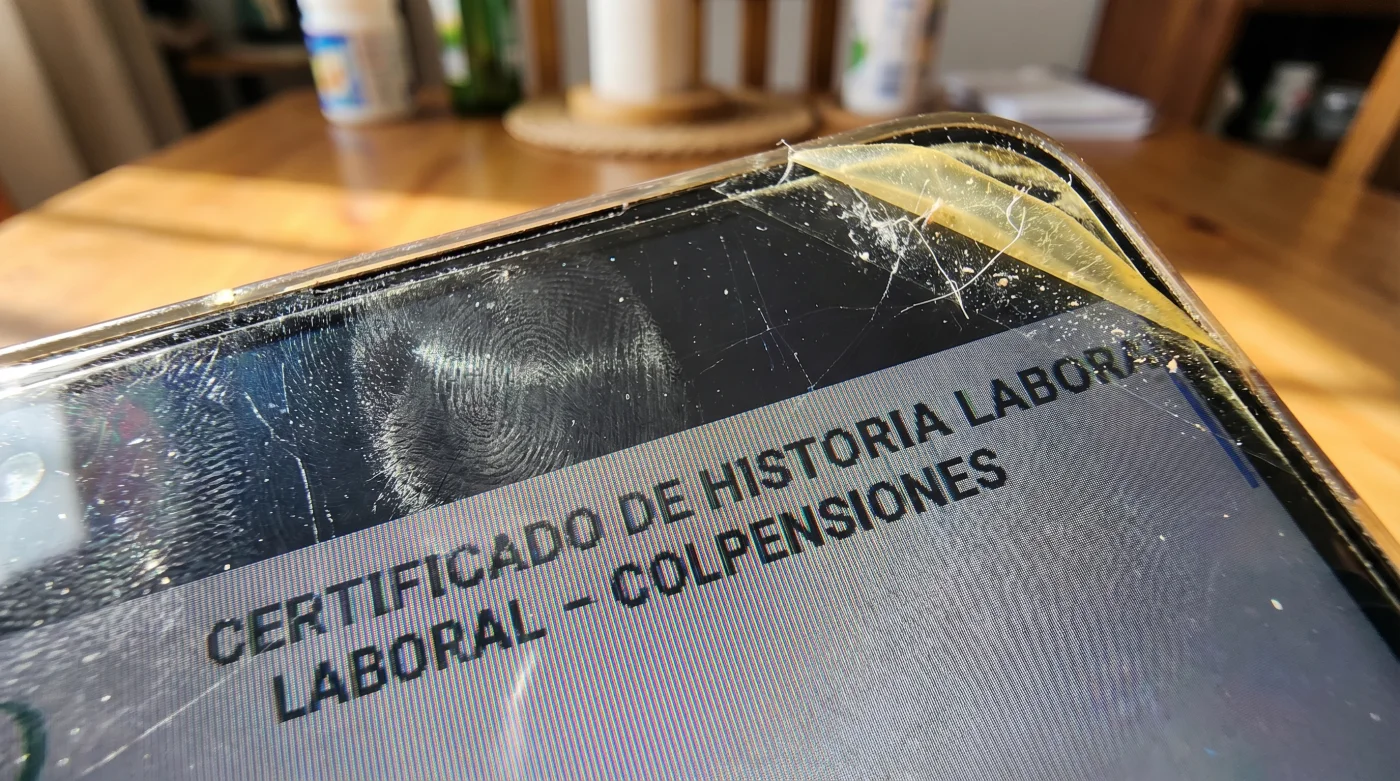 CERTIFICADO DE HISTORIA LABORAL
LABORAL – COLPENSIONES